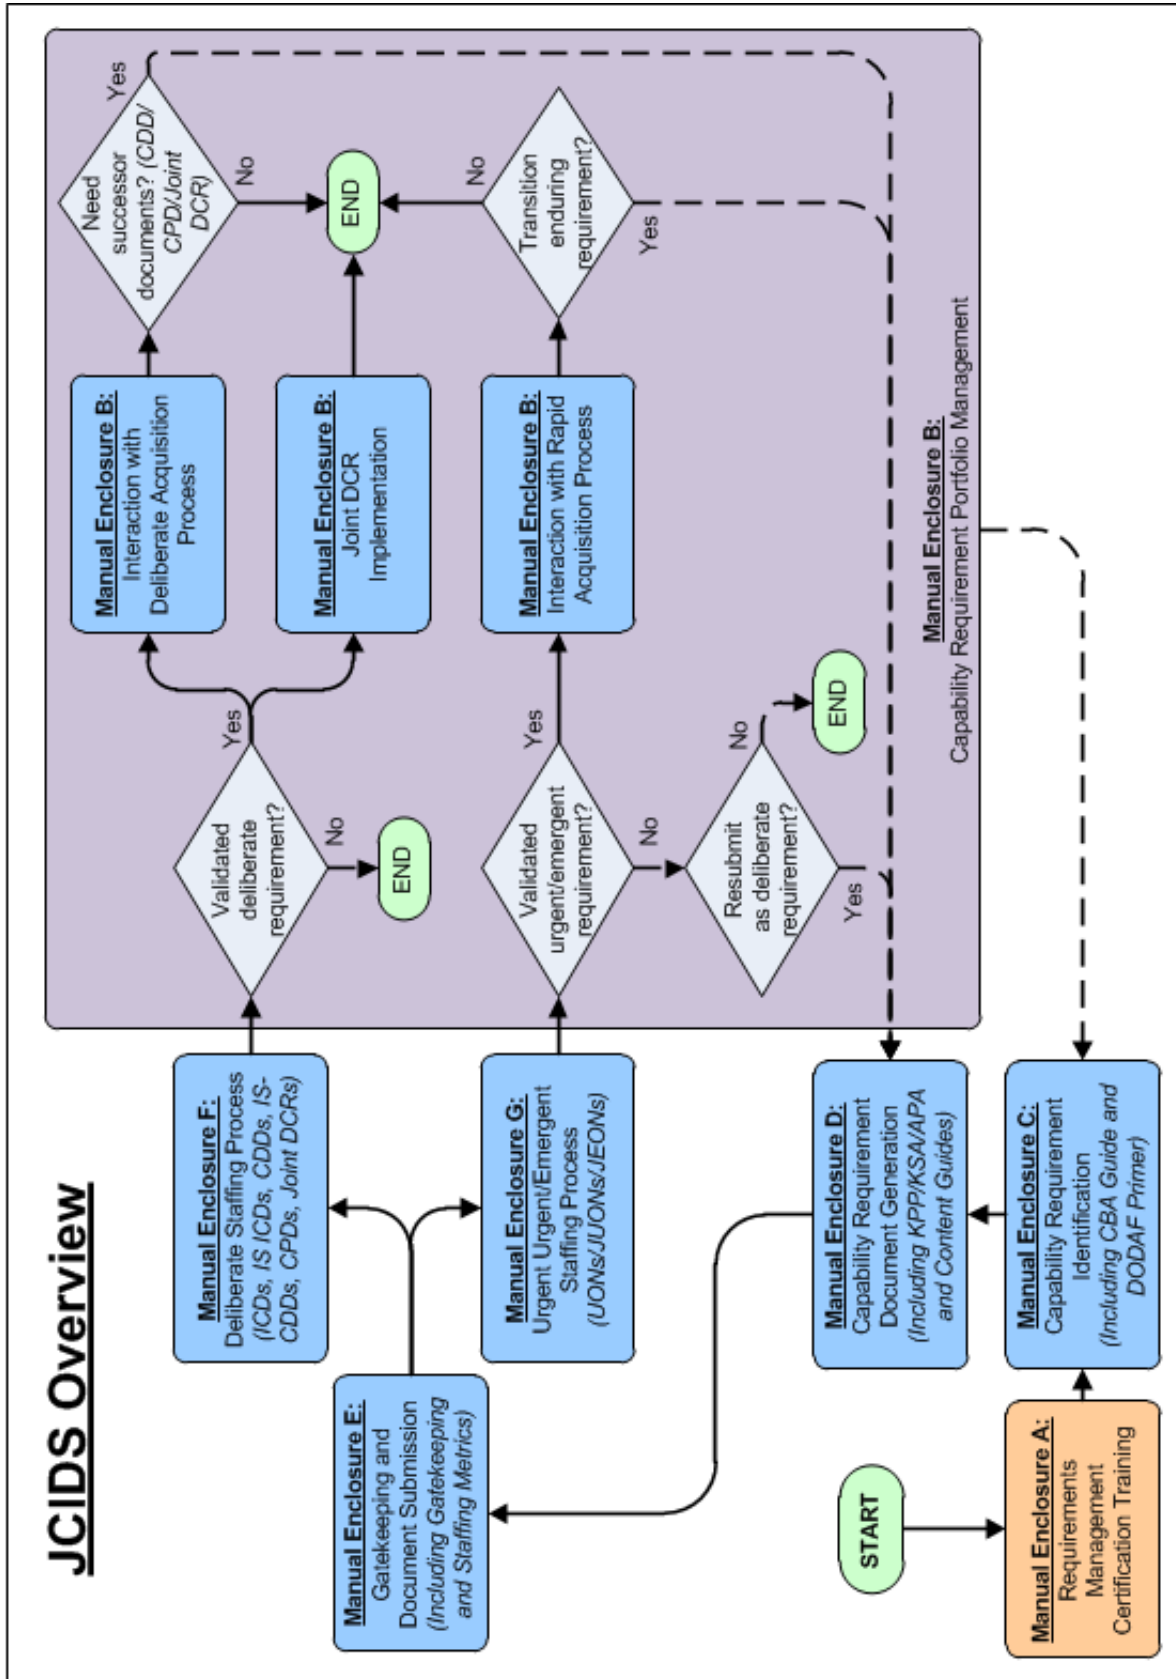 JCIDS Overview
START
Manual Enclosure A:
Requirements
Management
Certification Training
Manual Enclosure C:
Capability Requirement
Identification
(Including CBA Guide and
DODAF Primer)
Manual Enclosure D:
Capability Requirement
Document Generation
(Including KPP/KSA/APA
and Content Guides)
Manual Enclosure E:
Gatekeeping and
Document Submission
(Including Gatekeeping
and Staffing Metrics)
Manual Enclosure F:
Deliberate Staffing Process
(ICDs, IS ICDs, CDDs, IS-
CDDs, CPDs, Joint DCRs)
Manual Enclosure G:
Urgent Urgent/Emergent
Staffing Process
(UONs/JUONs/JEONs)
Validated
deliberate
requirement?
Yes
No
END
Validated
urgent/emergent
requirement?
Yes
No
Resubmit
as deliberate
requirement?
Yes
No
END
Manual Enclosure B:
Interaction with
Deliberate Acquisition
Process
Manual Enclosure B:
Joint DCR
Implementation
Manual Enclosure B:
Interaction with Rapid
Acquisition Process
Need
successor
documents? (CDD/
CPD/Joint
DCR)
Yes
No
END
Transition
enduring
requirement?
No
Yes
Manual Enclosure B:
Capability Requirement Portfolio Management